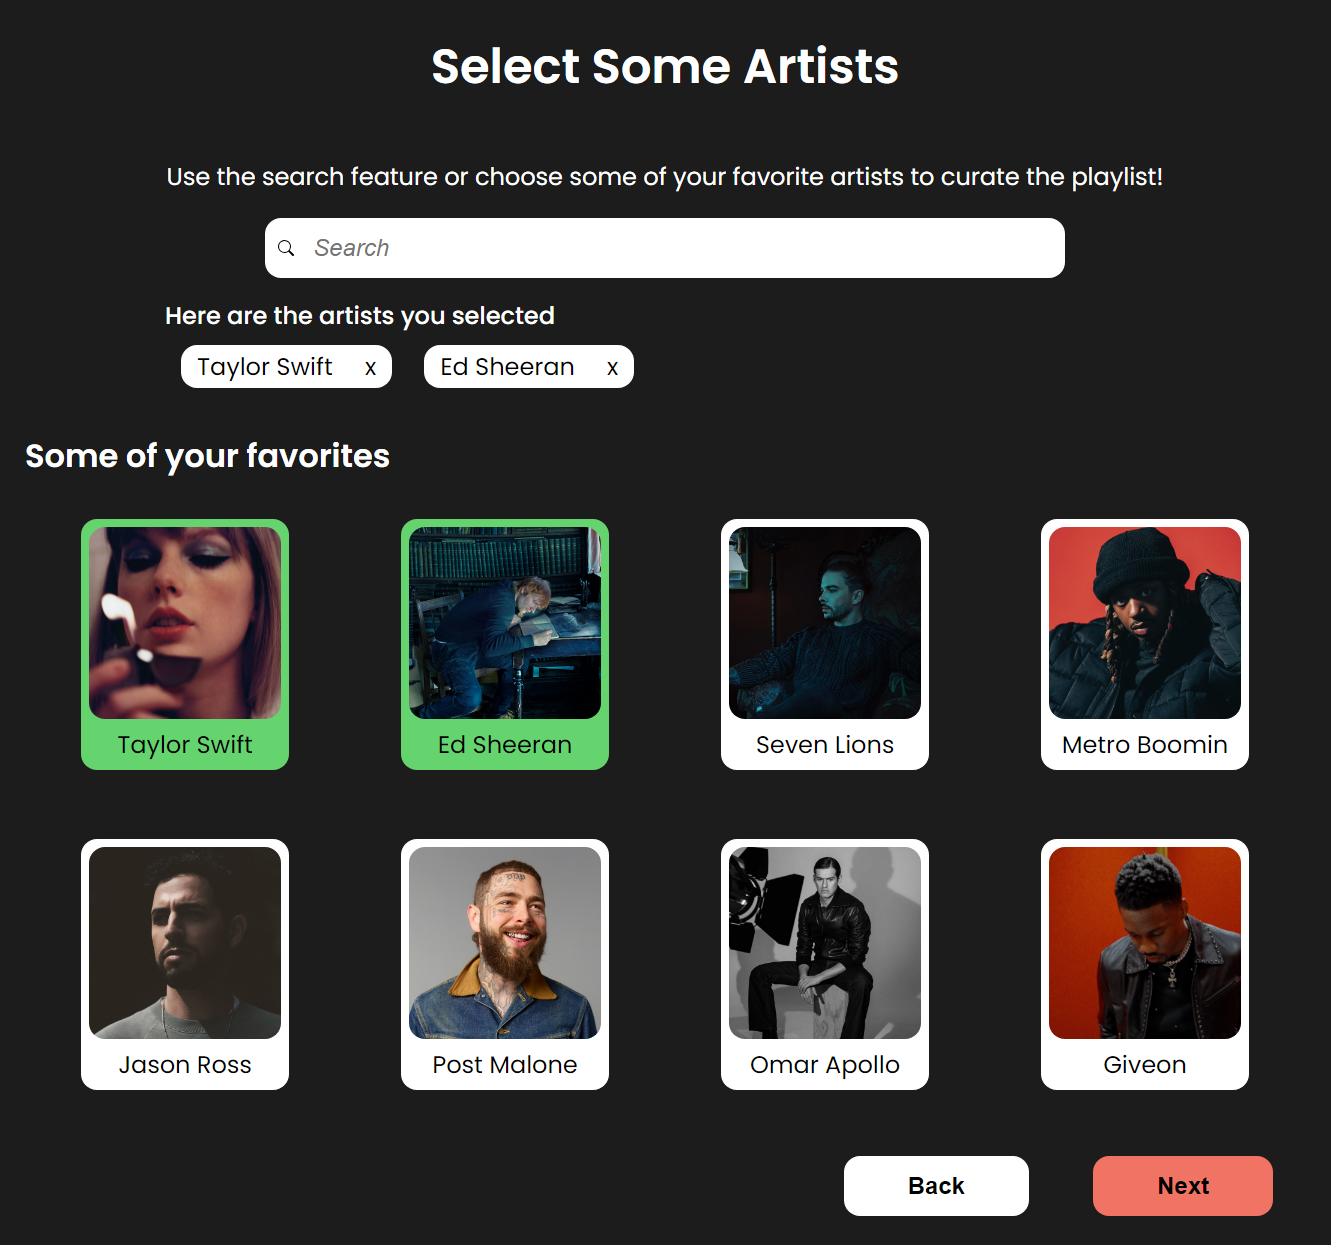 Select Some Artists
Use the search feature or choose some of your favorite artists to curate the playlist!
Search
Here are the artists you selected
Taylor Swift x Ed Sheeran x
Some of your favorites
Taylor Swift Ed Sheeran Seven Lions Metro Boomin
Jason Ross Post Malone Omar Apollo Giveon
Back Next